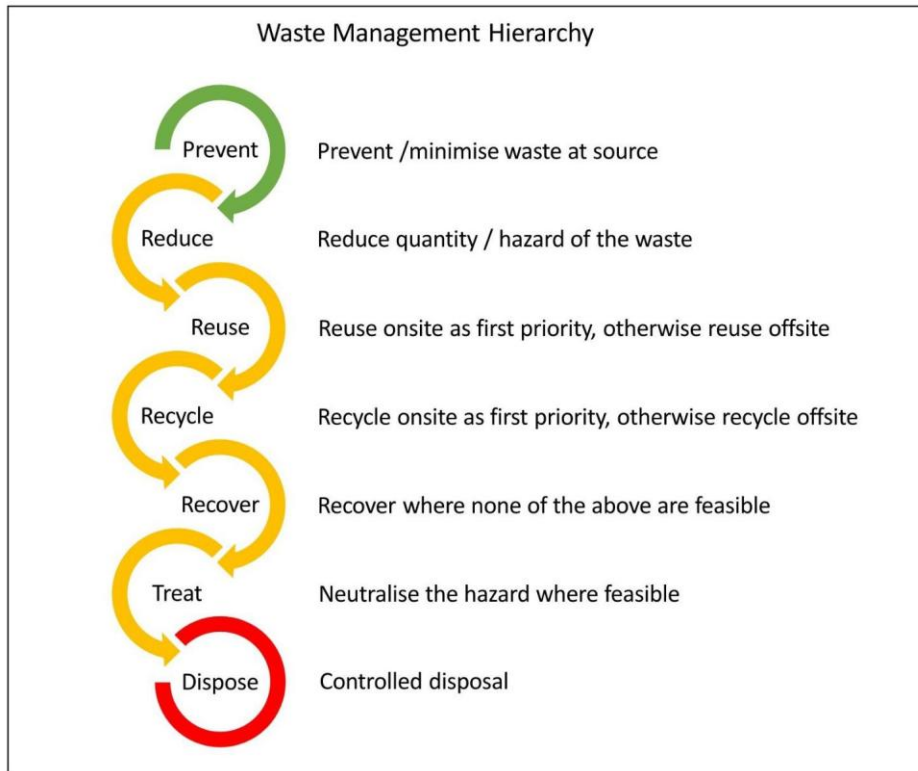 Waste Management Hierarchy
Prevent
Prevent /minimise waste at source
Reduce
Reduce quantity / hazard of the waste
Reuse
Reuse onsite as first priority, otherwise reuse offsite
Recycle
Recycle onsite as first priority, otherwise recycle offsite
Recover
Recover where none of the above are feasible
Treat
Neutralise the hazard where feasible
Dispose
Controlled disposal